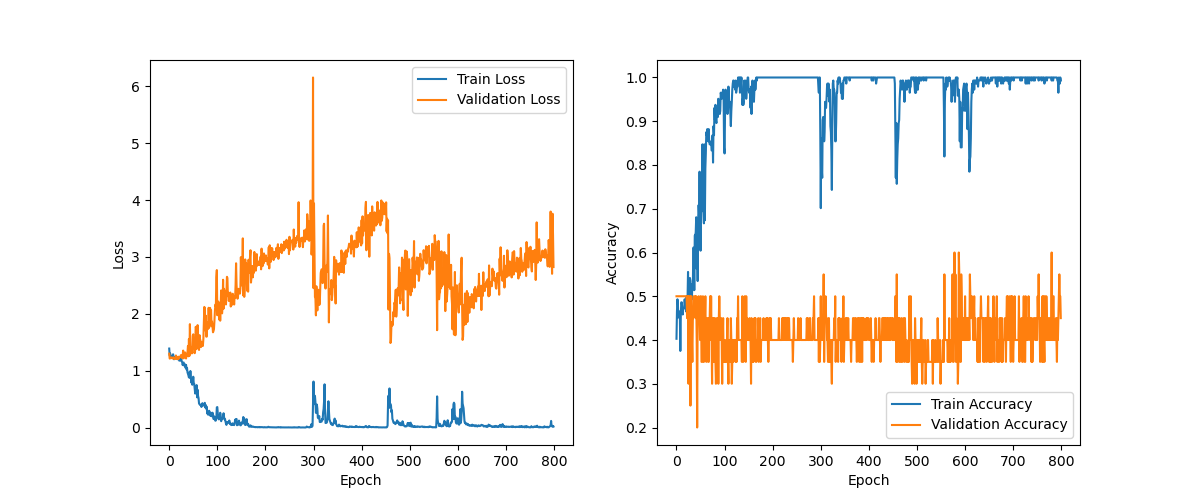 Train Loss
Validation Loss
6
5
4
3
2
1
0
Loss
0 100 200 300 400 500 600 700 800
Epoch
1.0
0.9
0.8
0.7
0.6
0.5
0.4
0.3
0.2
Accuracy
Train Accuracy
Validation Accuracy
0 100 200 300 400 500 600 700 800
Epoch